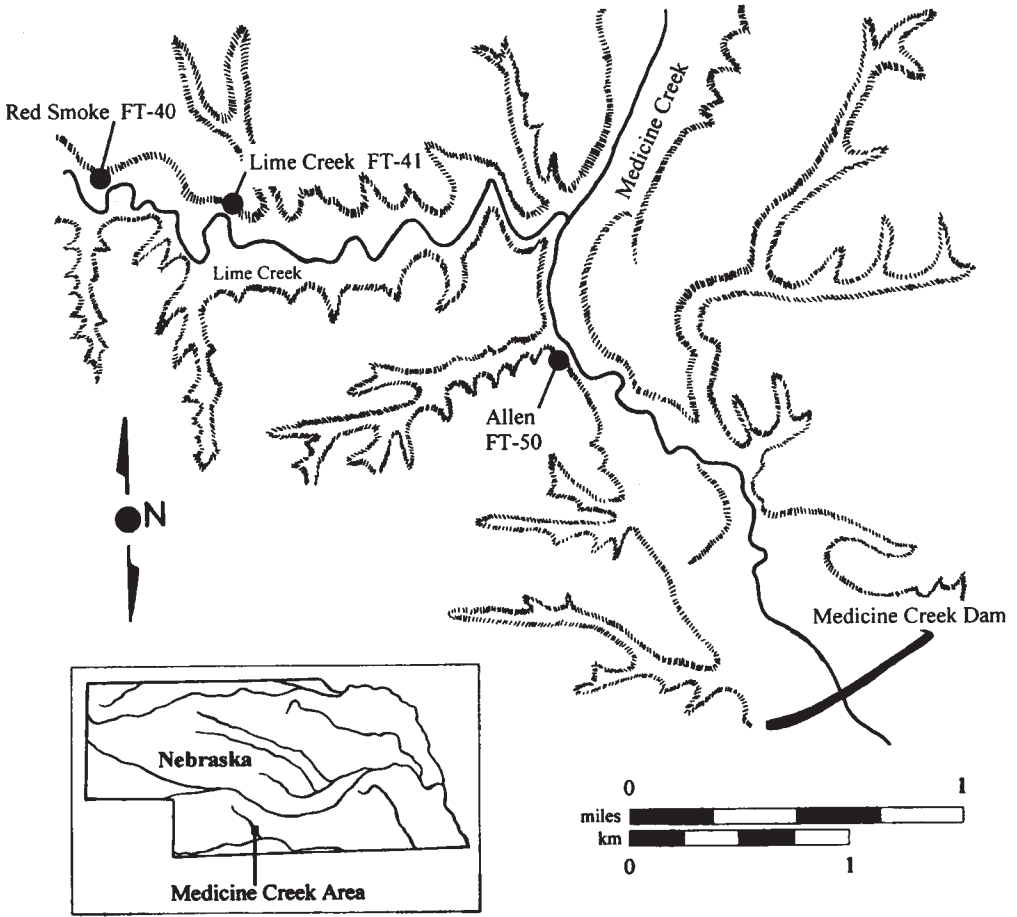 Red Smoke FT-40
Lime Creek FT-41
Medicine Creek
Lime Creek
Allen
FT-50
N
Medicine Creek Dam
Nebraska
Medicine Creek Area
0 1
miles
km
0 1